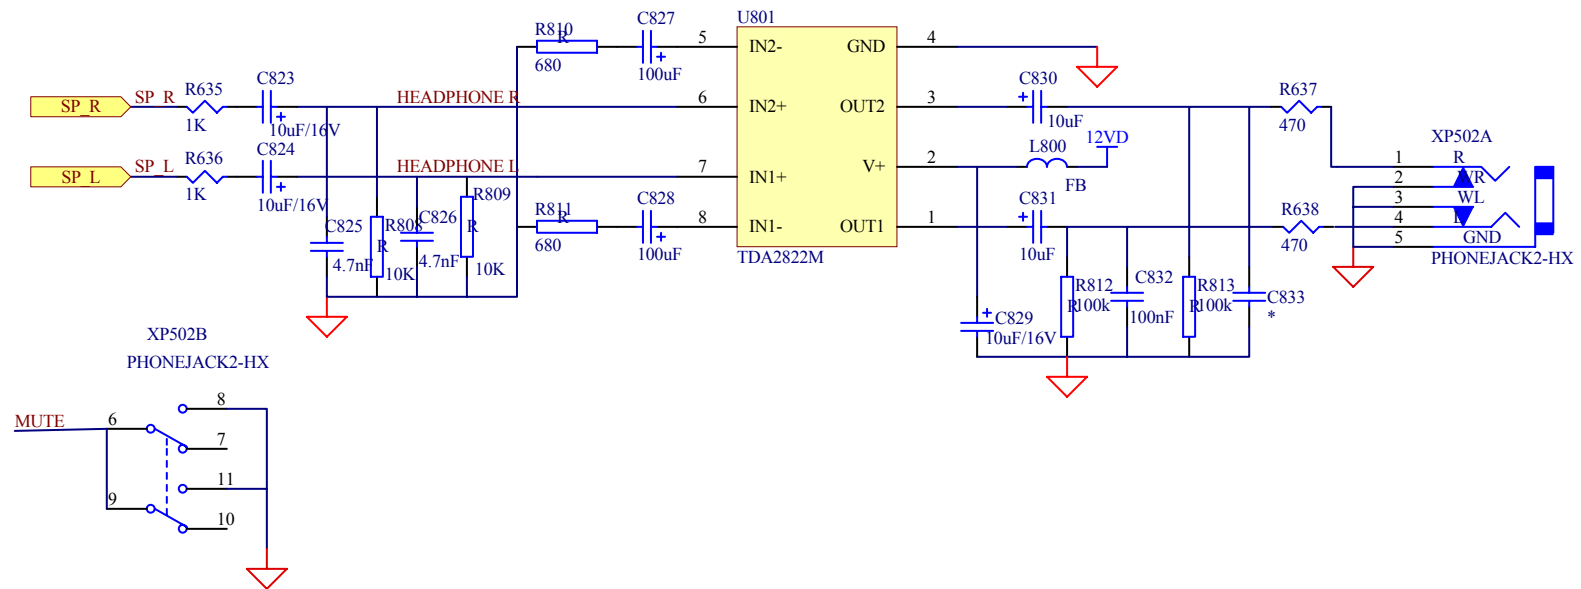 U801
R810
R
680
C827
100uF
5
IN2-
GND
4
SP_R
SP_R
R635
1K
C823
10uF/16V
HEADPHONE R
6
IN2+
OUT2
3
C830
10uF
R637
470
12VD
XP502A
SP_L
SP_L
R636
1K
C824
10uF/16V
HEADPHONE L
7
IN1+
V+
2
L800
FB
1
R
2
WR
3
WL
4
L
5
GND
PHONEJACK2-HX
R809
R
10K
R811
R
680
C828
100uF
8
IN1-
OUT1
1
C831
10uF
R638
470
TDA2822M
C825
4.7nF
R808
R
10K
C826
4.7nF
C829
10uF/16V
R812
R
100k
C832
100nF
R813
R
100k
C833
*
XP502B
PHONEJACK2-HX
MUTE
6
8
7
9
11
10